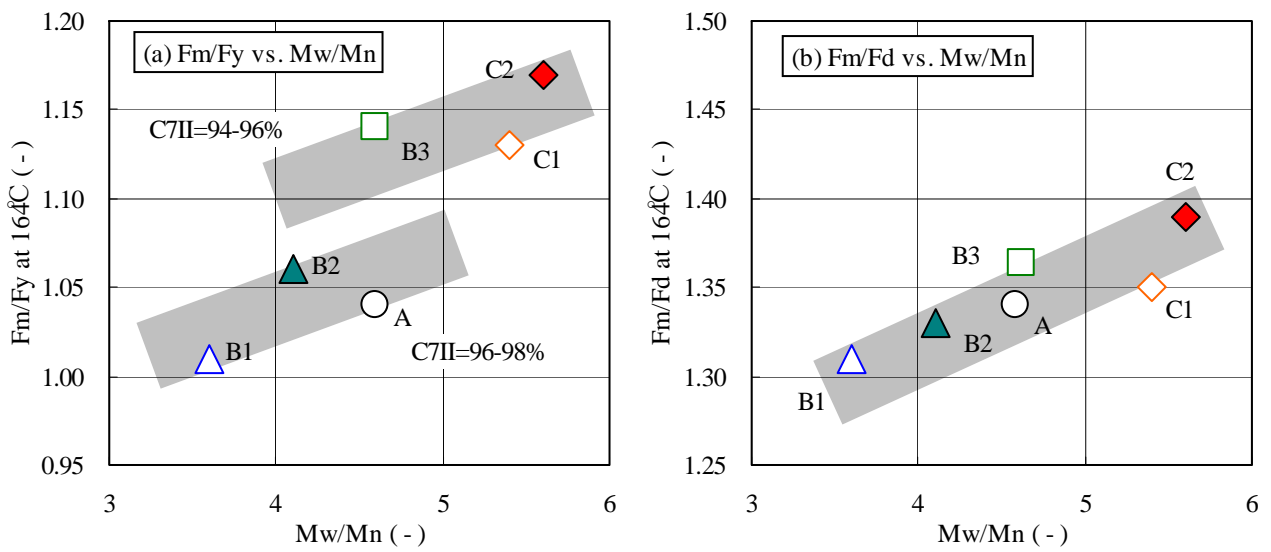 (a) Fm/Fy vs. Mw/Mn
Fm/Fy at 164℃ ( - )
1.20
1.15
1.10
1.05
1.00
0.95
C2
C7II=94-96%
B3
C1
B2
A
B1
C7II=96-98%
3
4
5
6
Mw/Mn ( - )
(b) Fm/Fd vs. Mw/Mn
Fm/Fd at 164℃ ( - )
1.50
1.45
1.40
1.35
1.30
1.25
C2
B3
C1
A
B2
B1
3
4
5
6
Mw/Mn ( - )